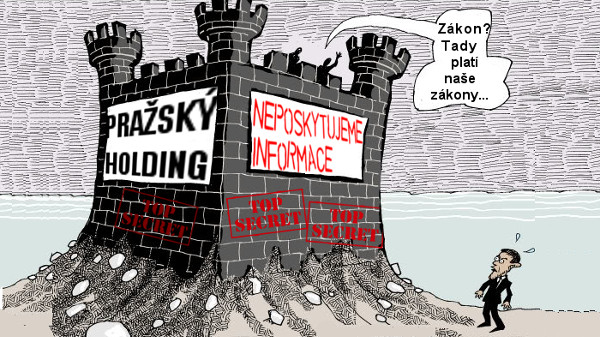 Zákon?
Tady
platí
naše
zákony...
PRAŽSKÝ
HOLDING
NEPOSKYTUJEME
INFORMACE
TOP
SECRET
TOP
SECRET
TOP
SECRET